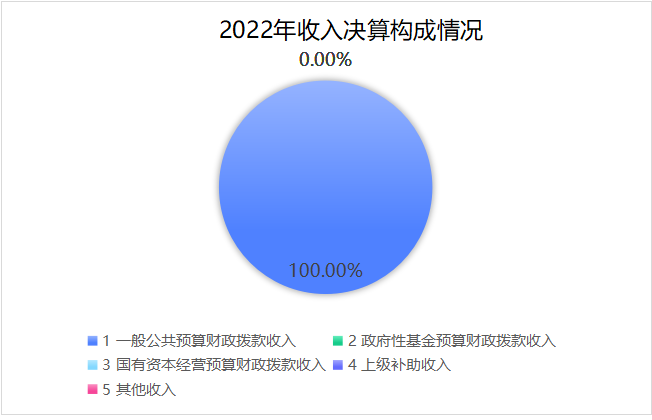 2022年收入决算构成情况
0.00%
100.00%
1 一般公共预算财政拨款收入 2 政府性基金预算财政拨款收入
3 国有资本经营预算财政拨款收入 4 上级补助收入
5 其他收入